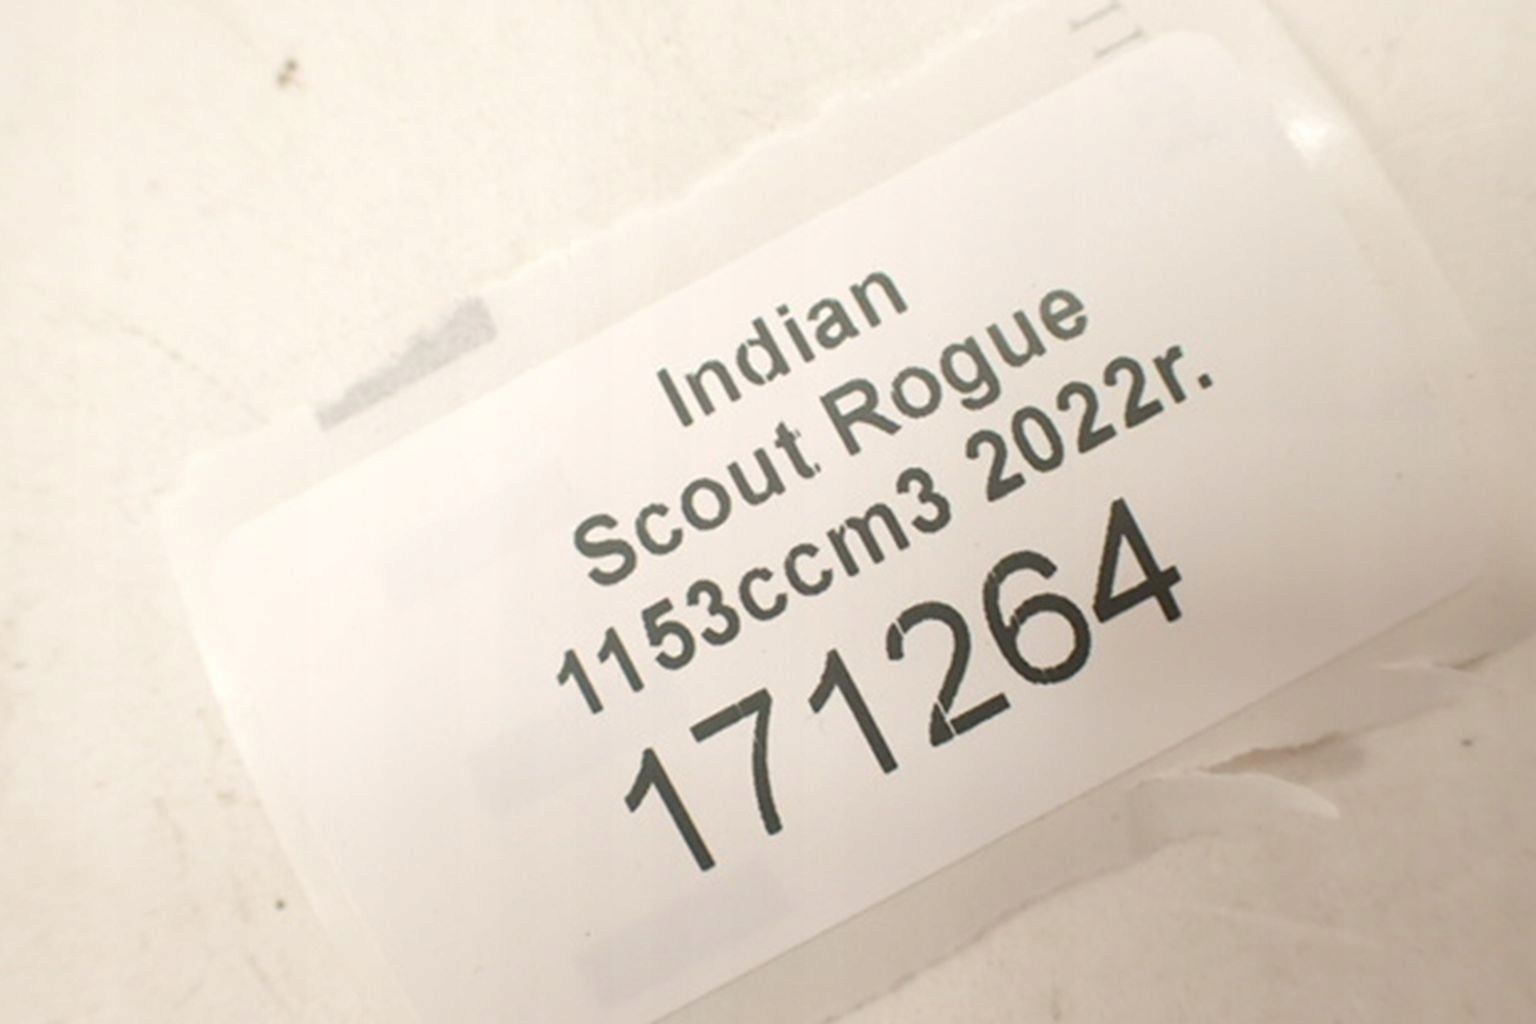 Indian
Scout Rogue
1153ccm3 2022r.
171264